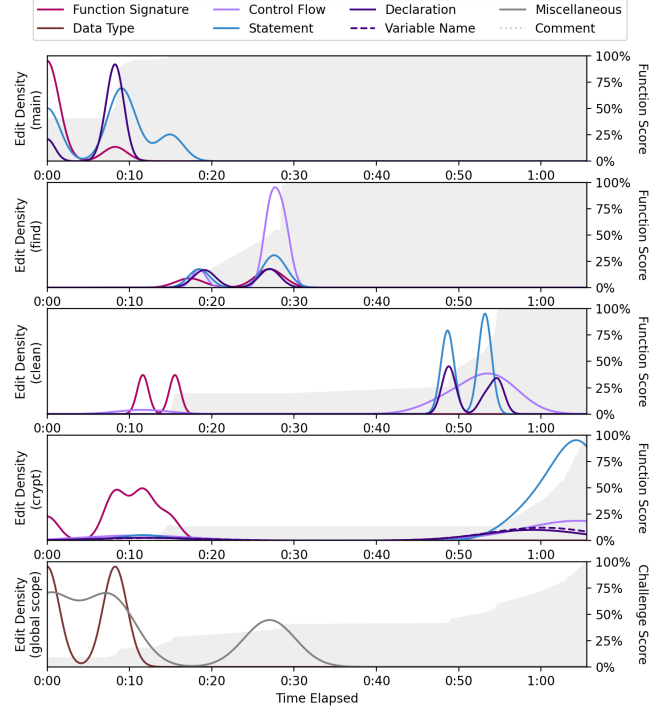 Function Signature Control Flow Declaration Miscellaneous
Data Type Statement Variable Name Comment
Edit Density
(main)
100%
75%
50%
25%
0%
Function Score
0:00 0:10 0:20 0:30 0:40 0:50 1:00
Edit Density
(find)
100%
75%
50%
25%
0%
Function Score
0:00 0:10 0:20 0:30 0:40 0:50 1:00
Edit Density
(clean)
100%
75%
50%
25%
0%
Function Score
0:00 0:10 0:20 0:30 0:40 0:50 1:00
Edit Density
(crypt)
100%
75%
50%
25%
0%
Function Score
0:00 0:10 0:20 0:30 0:40 0:50 1:00
Edit Density
(global scope)
100%
75%
50%
25%
0%
Challenge Score
0:00 0:10 0:20 0:30 0:40 0:50 1:00
Time Elapsed